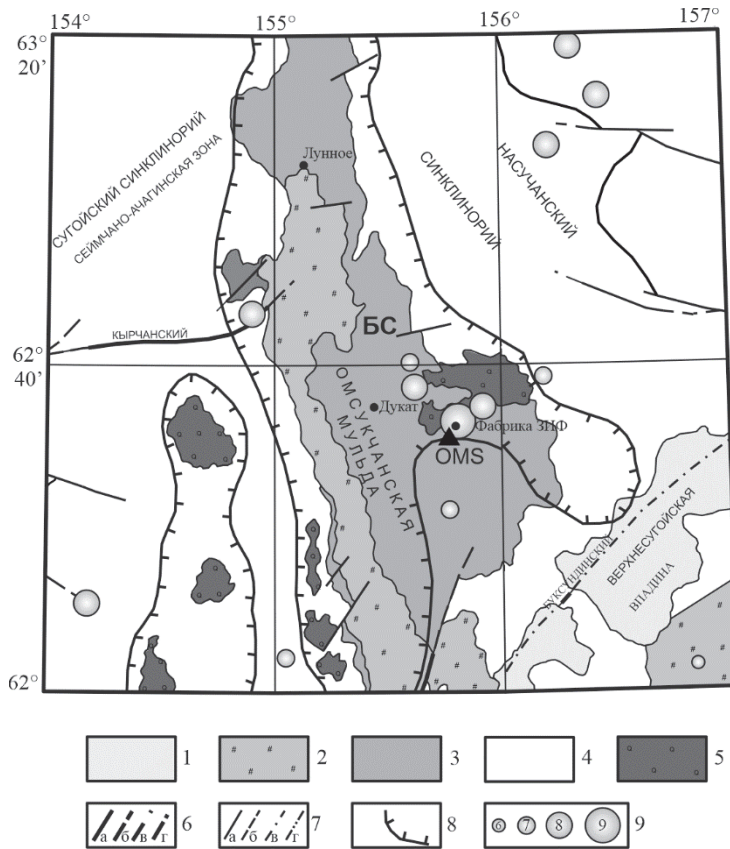 154° 155° 156° 157°
63°
20'
СУГОЙСКИЙ СИНКЛИНОРИЙ
СЕЙМЧАНО-АЧАГИНСКАЯ ЗОНА
Лунное
СИНКЛИНОРИЙ
НАСУЧАНСКИЙ
КЫРЧАНСКИЙ
БС
62°
40'
ОМСУКЧАНСКАЯ
МУЛЬДА
Дукат
Фабрика ЗИФ
OMS
ВЕРХНЕСУГОЙСКАЯ
ВПАДИНА
62°
1 2 3 4 5
а б в г 6 а б в г 7 8 6 7 8 9 9